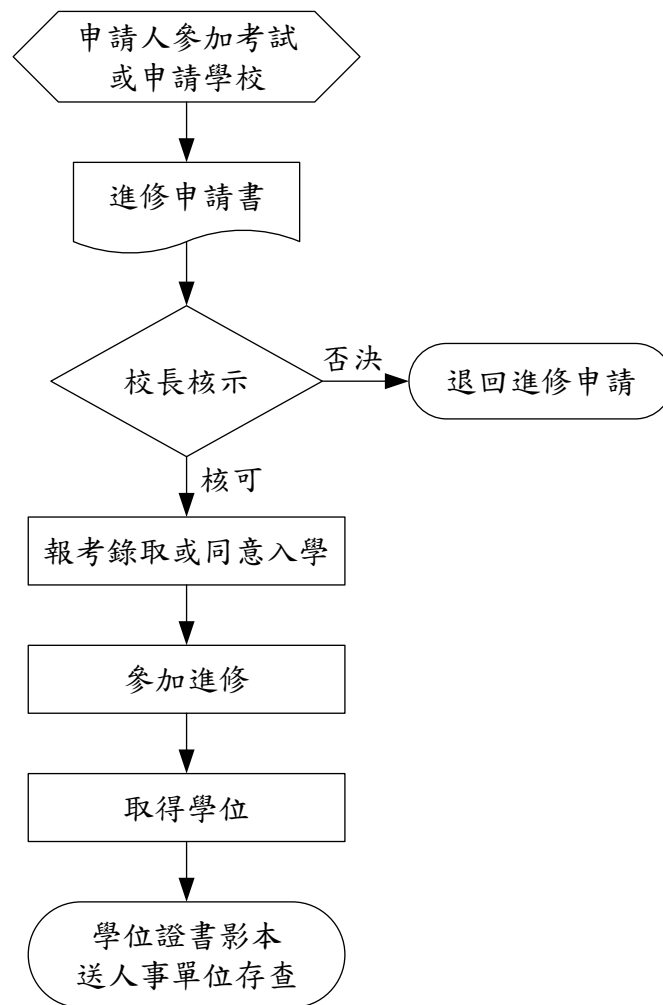 申請人參加考試
或申請學校
進修申請書
校長核示
否決
退回進修申請
核可
報考錄取或同意入學
參加進修
取得學位
學位證書影本
送人事單位存查